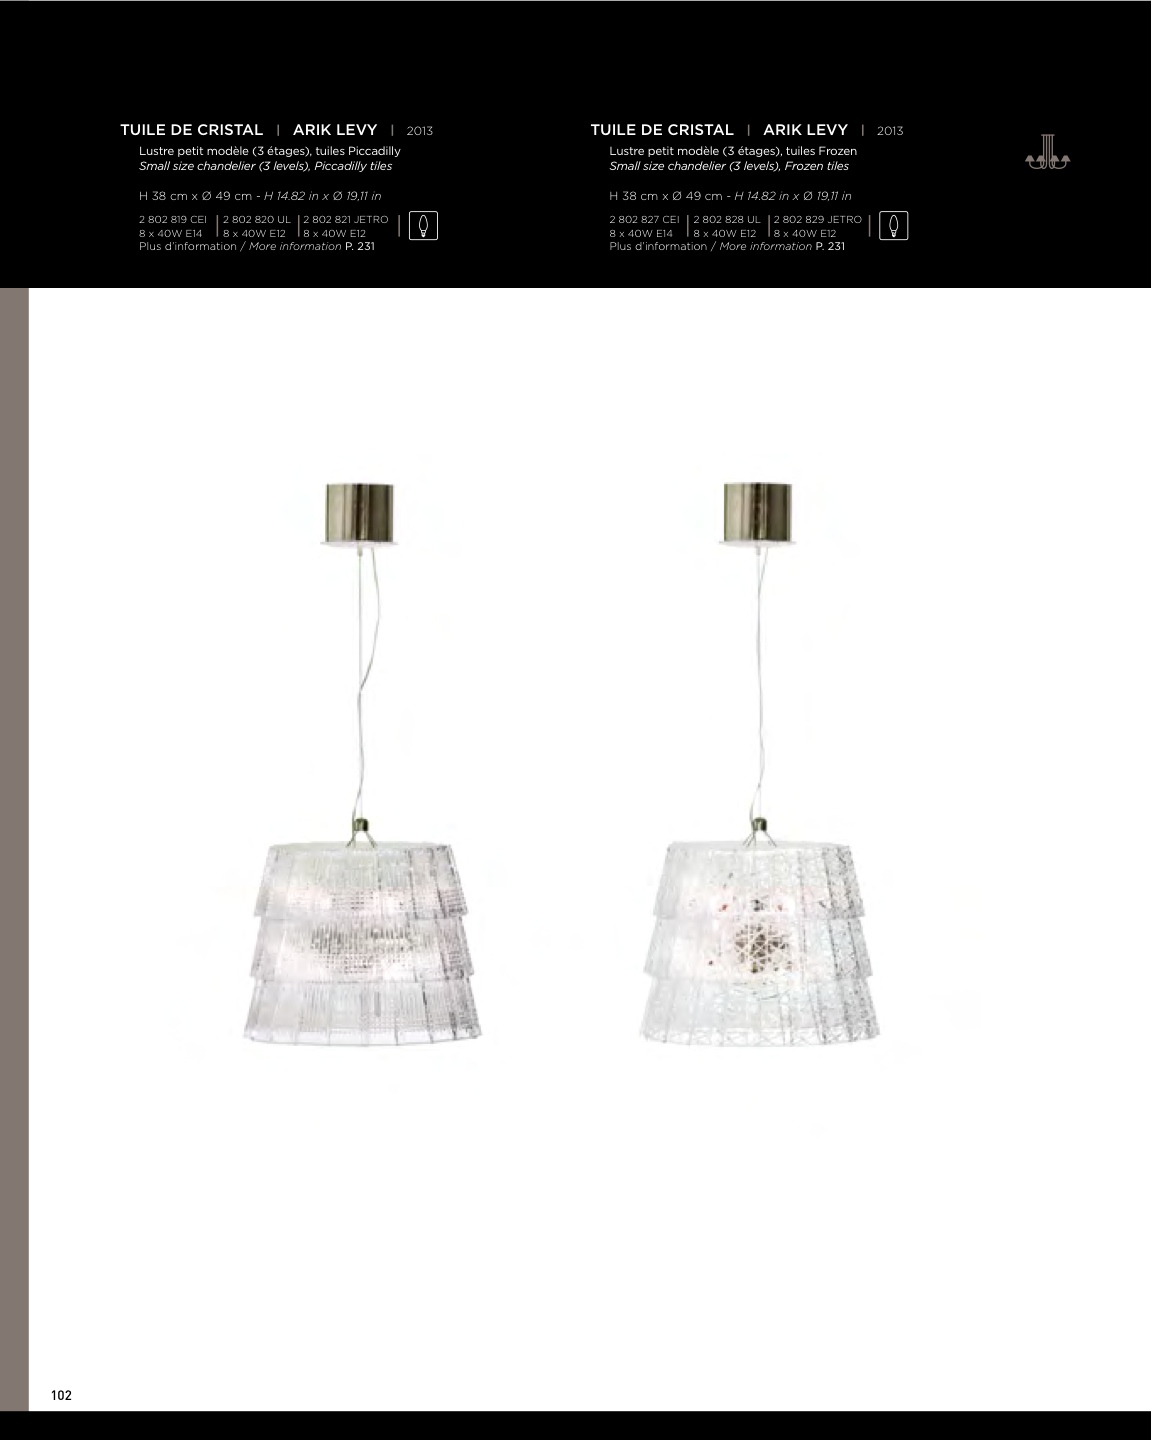 TUILE DE CRISTAL | ARIK LEVY | 2013
Lustre petit modèle (3 étages), tuiles Piccadilly
Small size chandelier (3 levels), Piccadilly tiles
H 38 cm x Ø 49 cm - H 14.82 in x Ø 19,11 in
2 802 819 CEI | 2 802 820 UL | 2 802 821 JETRO |
8 x 40W E14 | 8 x 40W E12 | 8 x 40W E12 |
Plus d'information / More information P. 231
TUILE DE CRISTAL | ARIK LEVY | 2013
Lustre petit modèle (3 étages), tuiles Frozen
Small size chandelier (3 levels), Frozen tiles
H 38 cm x Ø 49 cm - H 14.82 in x Ø 19,11 in
2 802 827 CEI | 2 802 828 UL | 2 802 829 JETRO |
8 x 40W E14 | 8 x 40W E12 | 8 x 40W E12 |
Plus d'information / More information P. 231
102